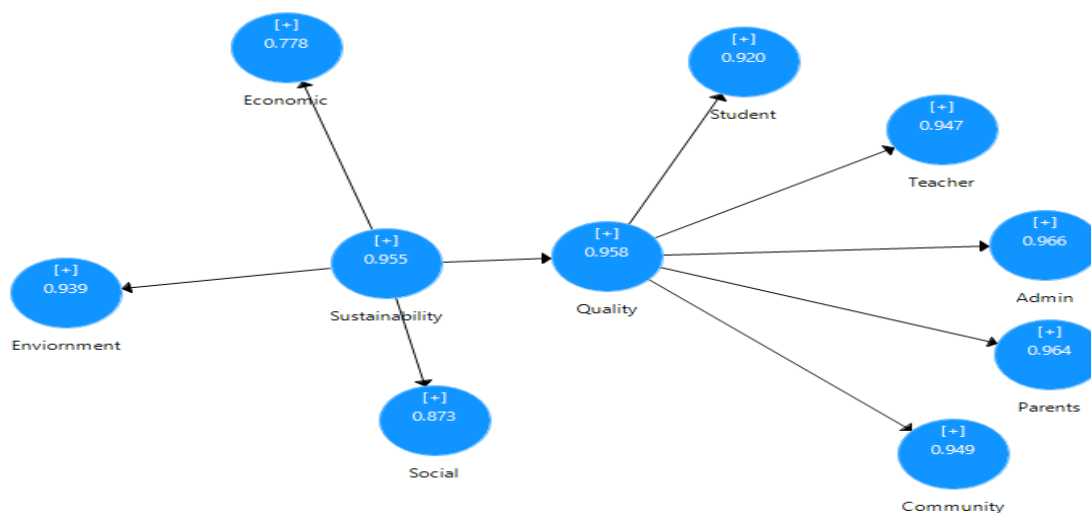 [+]
0.778
Economic
[+]
0.920
Student
[+]
0.947
Teacher
[+]
0.955
Sustainability
[+]
0.958
Quality
[+]
0.966
Admin
[+]
0.939
Enviornment
[+]
0.964
Parents
[+]
0.873
Social
[+]
0.949
Community